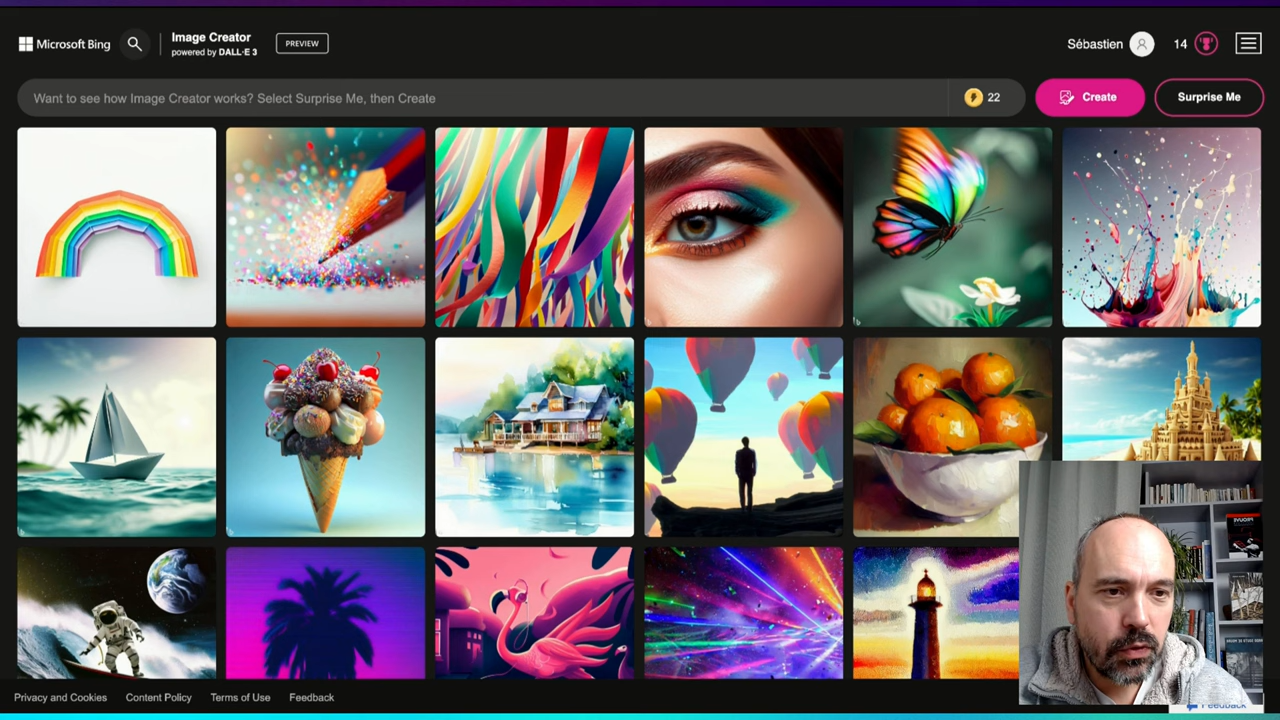 Microsoft Bing
Image Creator
powered by DALL·E 3
PREVIEW
Sébastien
14
Want to see how Image Creator works? Select Surprise Me, then Create
22
Create
Surprise Me
Privacy and Cookies
Content Policy
Terms of Use
Feedback
Feedback